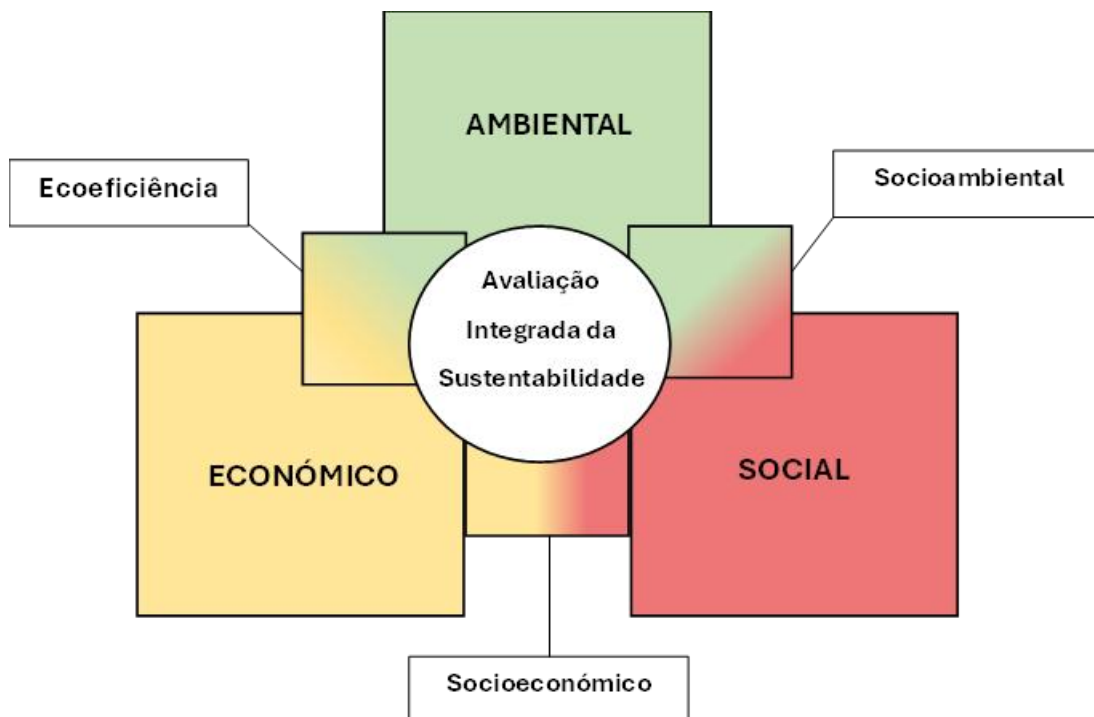 AMBIENTAL
Ecoeficiência
Socioambiental
Avaliação
Integrada da
Sustentabilidade
ECONÓMICO
SOCIAL
Socioeconómico